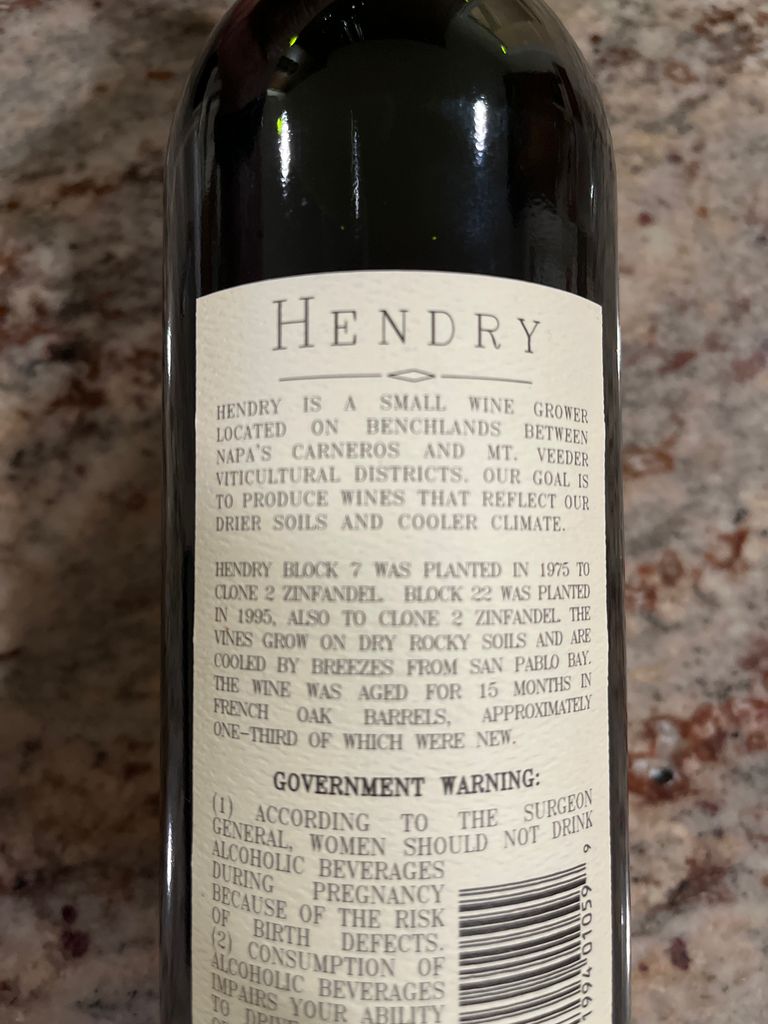 HENDRY
HENDRY IS A SMALL WINE GROWER
LOCATED ON BENCHLANDS BETWEEN
NAPA'S CARNEROS AND MT. VEEDER
VITICULTURAL DISTRICTS. OUR GOAL IS
TO PRODUCE WINES THAT REFLECT OUR
DRIER SOILS AND COOLER CLIMATE.
HENDRY BLOCK 7 WAS PLANTED IN 1975 TO
CLONE 2 ZINFANDEL. BLOCK 22 WAS PLANTED
IN 1995, ALSO TO CLONE 2 ZINFANDEL. THE
VINES GROW ON DRY ROCKY SOILS AND ARE
COOLED BY BREEZES FROM SAN PABLO BAY.
THE WINE WAS AGED FOR 15 MONTHS IN
FRENCH OAK BARRELS, APPROXIMATELY
ONE-THIRD OF WHICH WERE NEW.
GOVERNMENT WARNING:
(1) ACCORDING TO THE SURGEON
GENERAL, WOMEN SHOULD NOT DRINK
ALCOHOLIC BEVERAGES
DURING PREGNANCY
BECAUSE OF THE RISK
OF BIRTH DEFECTS.
(2) CONSUMPTION OF
ALCOHOLIC BEVERAGES
IMPAIRS YOUR ABILITY
TO DRIVE
1994 01059 9